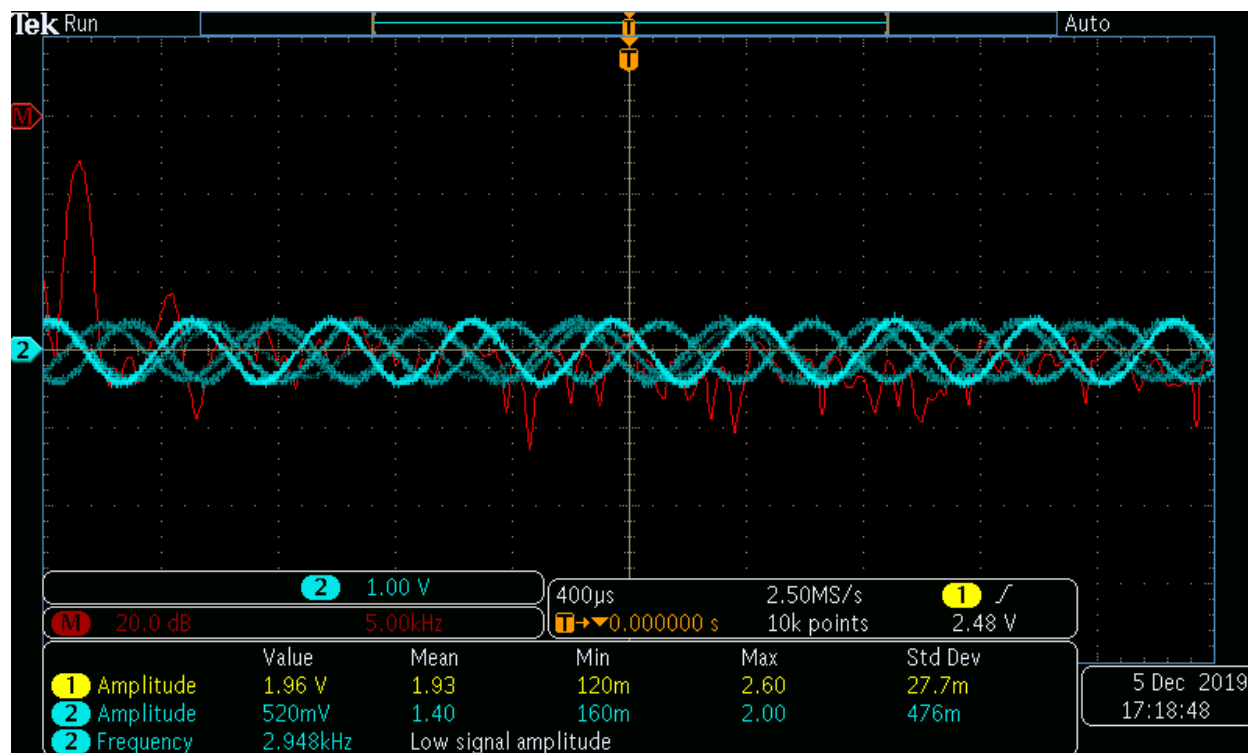 Tek Run Auto
T
T
M
2
2 1.00 V
M 20.0 dB 5.00kHz
400µs 2.50MS/s 1
T→▼0.000000 s 10k points 2.48 V
Value Mean Min Max Std Dev
1 Amplitude 1.96 V 1.93 120m 2.60 27.7m
2 Amplitude 520mV 1.40 160m 2.00 476m
2 Frequency 2.948kHz Low signal amplitude
5 Dec 2019
17:18:48